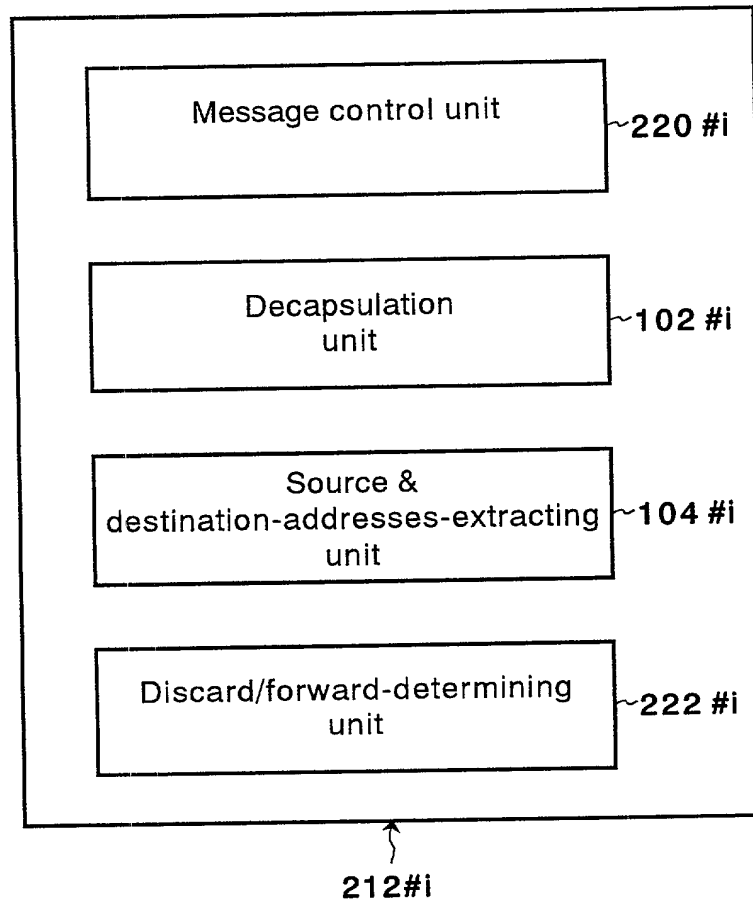 Message control unit
220 #i
Decapsulation
unit
102 #i
Source &
destination-addresses-extracting
unit
104 #i
Discard/forward-determining
unit
222 #i
212#i